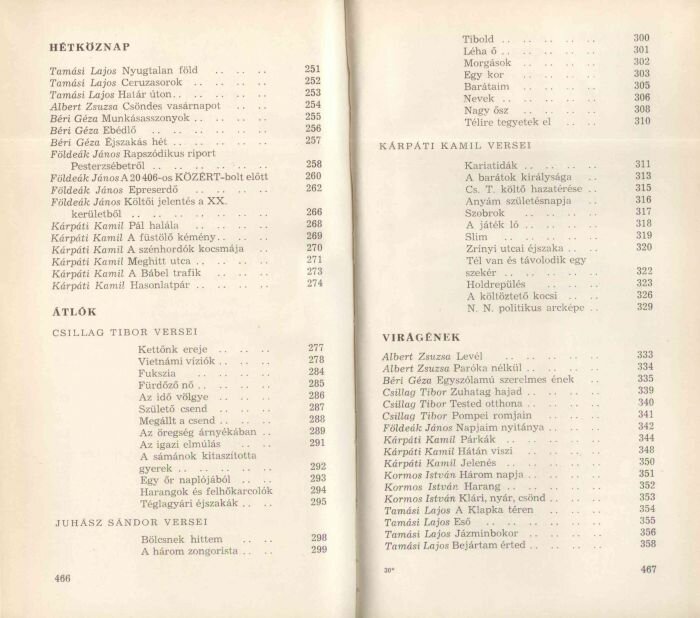 HÉTKÖZNAP
Tamási Lajos Nyugtalan föld .. .. .. 251
Tamási Lajos Ceruzasorok .. .. .. 252
Tamási Lajos Határ úton .. .. .. .. 253
Albert Zsuzsa Csöndes vasárnapot .. .. 254
Béri Géza Munkásasszonyok .. .. .. .. 255
Béri Géza Ebédlő .. .. .. .. .. 256
Béri Géza Éjszakás hét .. .. .. .. .. 257
Földeák János Rapszódikus riport
Pesterzsébetről .. .. .. .. .. .. 258
Földeák János A 20 406-os KÖZÉRT-bolt előtt 260
Földeák János Epreserdő .. .. .. .. 262
Földeák János Költői jelentés a XX.
kerületből .. .. .. .. .. .. .. 266
Kárpáti Kamil Pál halála .. .. .. .. 268
Kárpáti Kamil A füstölő kémény .. .. .. 269
Kárpáti Kamil A szénhordók kocsmája .. 270
Kárpáti Kamil Meghitt utca .. .. .. .. 271
Kárpáti Kamil A Bábel trafik .. .. .. 273
Kárpáti Kamil Hasonlatpár .. .. .. .. 274
ÁTLÓK
CSILLAG TIBOR VERSEI
Kettőnk ereje .. .. .. 277
Vietnámi víziók .. .. .. 278
Fukszia .. .. .. .. 284
Fürdőző nő .. .. .. .. 285
Az idő völgye .. .. .. 286
Születő csend .. .. .. 287
Megállt a csend .. .. .. 288
Az öregség árnyékában .. 289
Az igazi elmúlás .. .. 291
A sámánok kitaszította
gyerek .. .. .. .. .. 292
Egy őr naplójából .. .. 293
Harangok és felhőkarcolók 294
Téglagyári éjszakák .. .. 295
JUHÁSZ SÁNDOR VERSEI
Bölcsnek hittem .. .. 298
A három zongorista .. .. 299
466
Tibold .. .. .. .. .. 300
Léha ő .. .. .. .. .. 301
Morgások .. .. .. .. 302
Egy kor .. .. .. .. 303
Barátaim .. .. .. .. 305
Nevek .. .. .. .. .. 306
Nagy ősz .. .. .. .. 308
Télire tegyetek el .. .. 310
KÁRPÁTI KAMIL VERSEI
Kariatidák .. .. .. .. 311
A barátok királysága .. 313
Cs. T. költő hazatérése .. 315
Anyám születésnapja .. 316
Szobrok .. .. .. .. 317
A játék ló .. .. .. .. 318
Slim .. .. .. .. .. 319
Zrínyi utcai éjszaka .. .. 320
Tél van és távolodik egy
szekér .. .. .. .. .. 322
Holdrepülés .. .. .. 323
A költöztető kocsi .. .. 326
N. N. politikus arcképe .. 329
VIRÁGÉNEK
Albert Zsuzsa Levél .. .. .. .. .. 333
Albert Zsuzsa Paróka nélkül .. .. .. .. 334
Béri Géza Egyszólamú szerelmes ének .. 335
Csillag Tibor Zuhatag hajad .. .. .. .. 339
Csillag Tibor Tested otthona .. .. .. .. 340
Csillag Tibor Pompei romjain .. .. .. 341
Földeák János Napjaim nyitánya .. .. .. 342
Kárpáti Kamil Párkák .. .. .. .. .. 344
Kárpáti Kamil Hátán viszi .. .. .. .. 348
Kárpáti Kamil Jelenés .. .. .. .. .. 350
Kormos István Három napja .. .. .. .. 351
Kormos István Harang .. .. .. .. .. 352
Kormos István Klári, nyár, csönd .. .. .. 353
Tamási Lajos A Klapka téren .. .. .. 354
Tamási Lajos Eső .. .. .. .. .. .. 355
Tamási Lajos Jázminbokor .. .. .. .. 356
Tamási Lajos Bejártam érted .. .. .. .. 358
30*
467